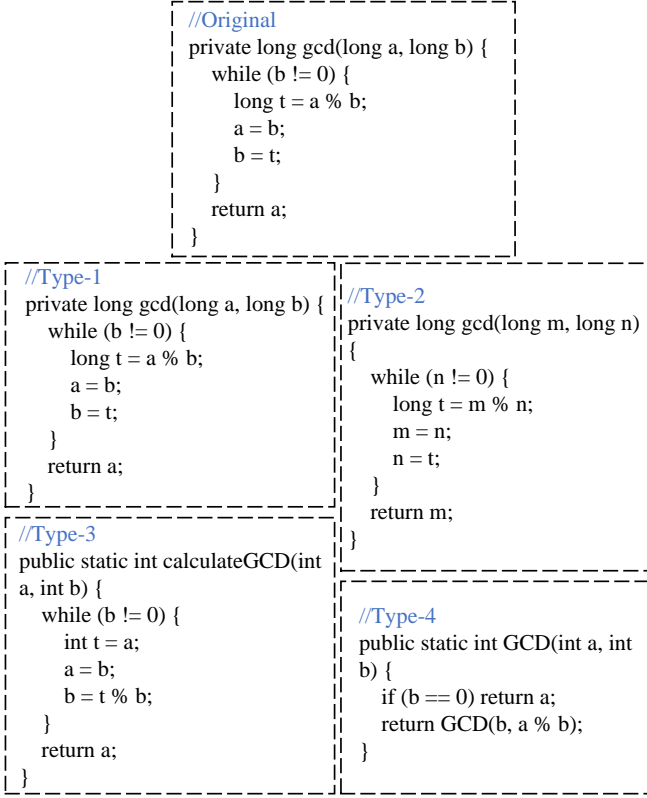 //Original
private long gcd(long a, long b) {
while (b != 0) {
long t = a % b;
a = b;
b = t;
}
return a;
}
//Type-1
private long gcd(long a, long b) {
while (b != 0) {
long t = a % b;
a = b;
b = t;
}
return a;
}
//Type-2
private long gcd(long m, long n)
{
while (n != 0) {
long t = m % n;
m = n;
n = t;
}
return m;
}
//Type-3
public static int calculateGCD(int
a, int b) {
while (b != 0) {
int t = a;
a = b;
b = t % b;
}
return a;
}
//Type-4
public static int GCD(int a, int
b) {
if (b == 0) return a;
return GCD(b, a % b);
}